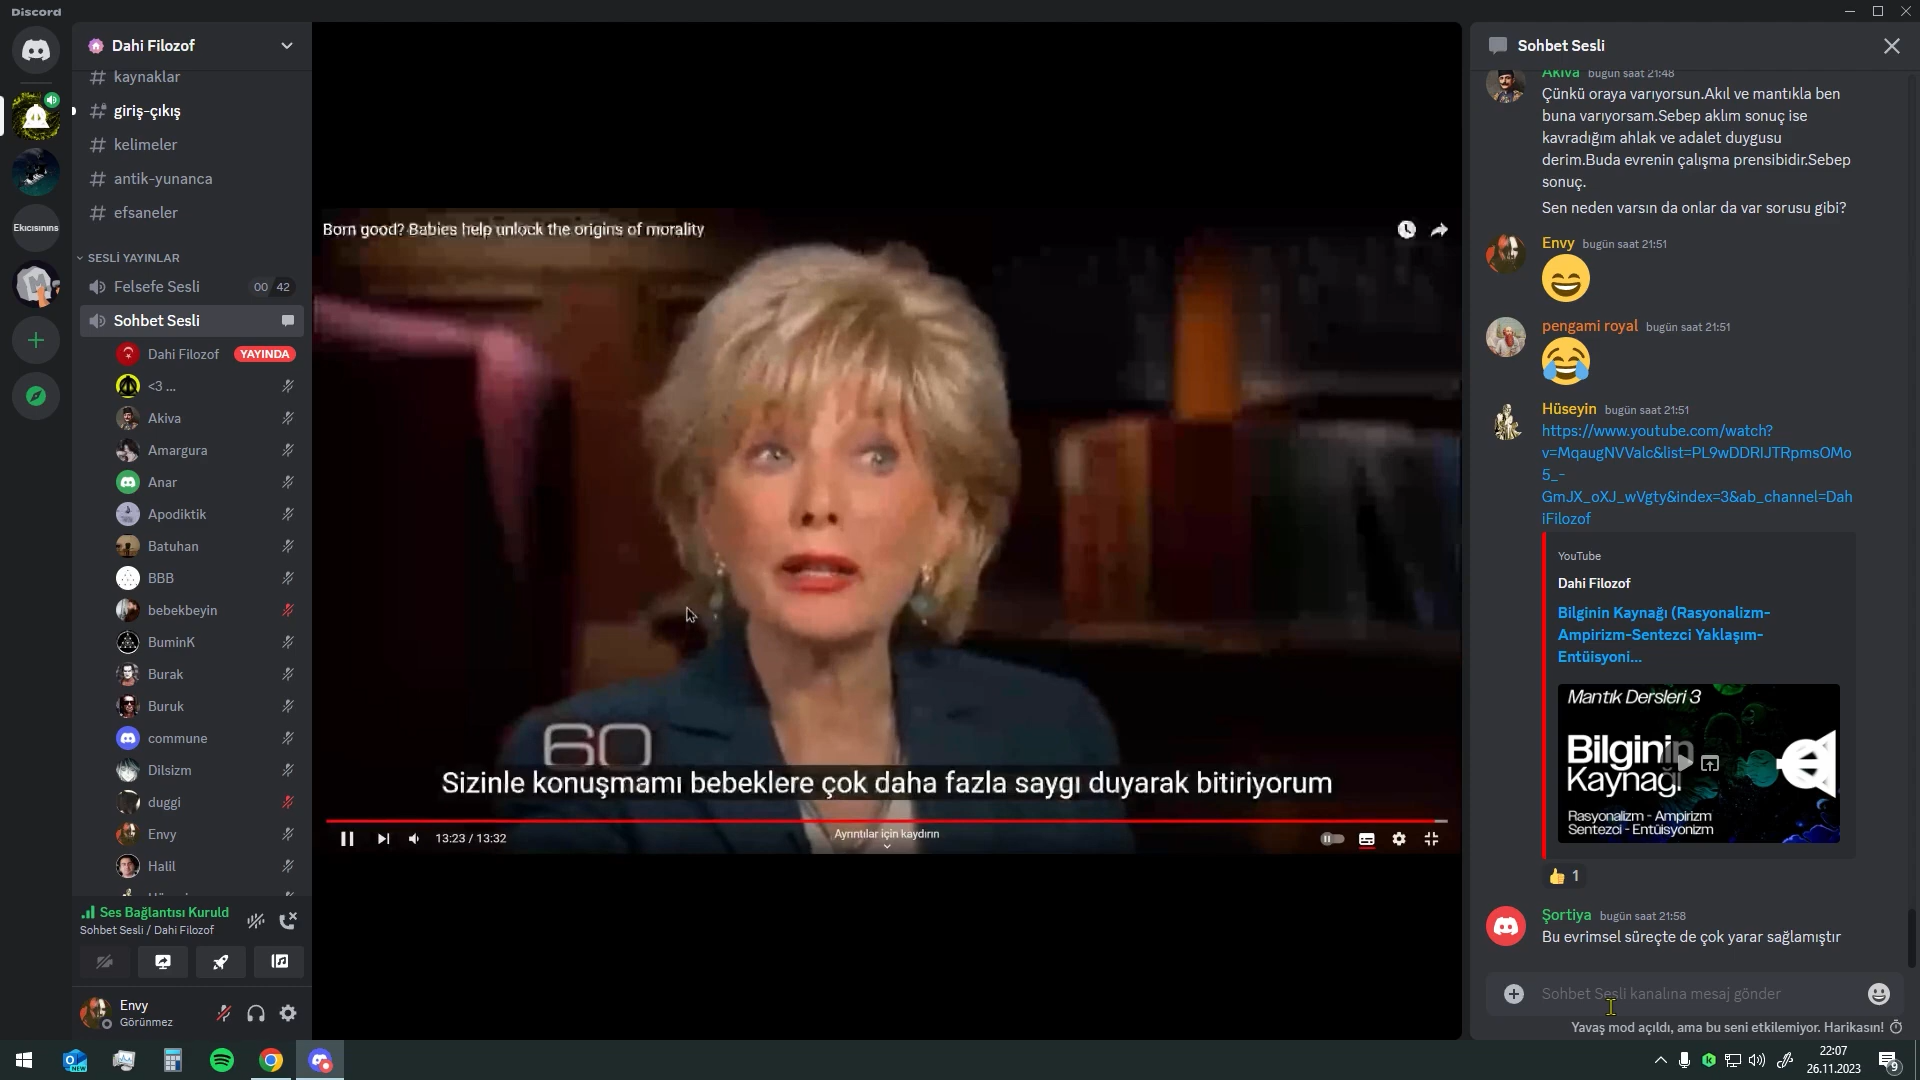 Discord
Dahi Filozof
kaynaklar
giriş-çıkış
kelimeler
antik-yunanca
efsaneler
Ekicisinins
SESLİ YAYINLAR
Felsefe Sesli 00 42
Sohbet Sesli
Dahi Filozof YAYINDA
<3 ...
Akiva
Amargura
Anar
Apodiktik
Batuhan
BBB
bebekbeyin
BuminK
Burak
Buruk
commune
Dilsizm
duggi
Envy
Halil
Ses Bağlantısı Kuruld
Sohbet Sesli / Dahi Filozof
Envy
Görünmez
Born good? Babies help unlock the origins of morality
60
Sizinle konuşmamı bebeklere çok daha fazla saygı duyarak bitiriyorum
13:23 / 13:32
Ayrıntılar için kaydırın
Sohbet Sesli
Akiva bugün saat 21:48
Çünkü oraya varıyorsun.Akıl ve mantıkla ben
buna varıyorsam.Sebep aklım sonuç ise
kavradığım ahlak ve adalet duygusu
derim.Buda evrenin çalışma prensibidir.Sebep
sonuç.
Sen neden varsın da onlar da var sorusu gibi?
Envy bugün saat 21:51
pengami royal bugün saat 21:51
Hüseyin bugün saat 21:51
https://www.youtube.com/watch?
v=MqaugNVValc&list=PL9wDDRIJTRpmsOMo
5_-
GmJX_oXJ_wVgty&index=3&ab_channel=Dah
iFilozof
YouTube
Dahi Filozof
Bilginin Kaynağı (Rasyonalizm-
Ampirizm-Sentezci Yaklaşım-
Entüisyoni...
Mantık Dersleri 3
Bilginin
Kaynağı
Rasyonalizm - Ampirizm
Sentezci - Entüisyonizm
1
Şortiya bugün saat 21:58
Bu evrimsel süreçte de çok yarar sağlamıştır
Sohbet Sesli kanalına mesaj gönder
Yavaş mod açıldı, ama bu seni etkilemiyor. Harikasın!
NEW
22:07
26.11.2023
9